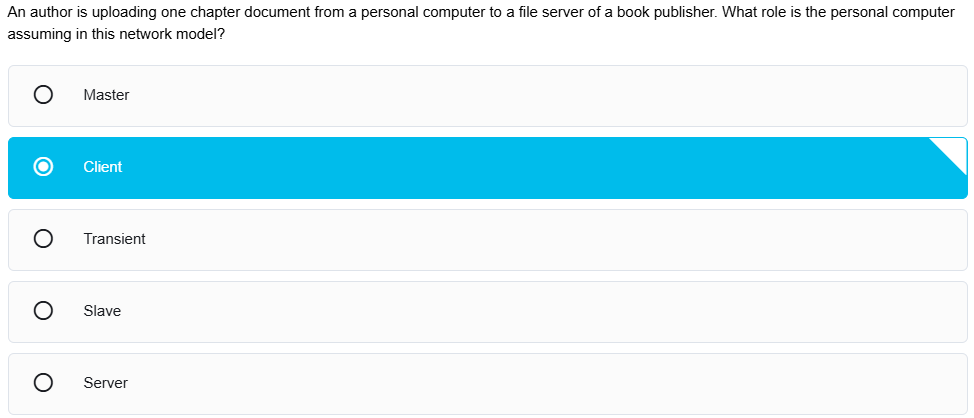 An author is uploading one chapter document from a personal computer to a file server of a book publisher. What role is the personal computer
assuming in this network model?
Master
Client
Transient
Slave
Server